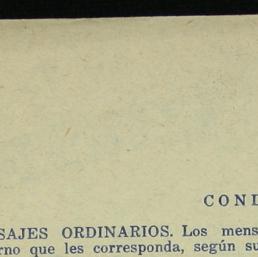 COND
SAJES ORDINARIOS. Los mens
rno que les corresponda, según su